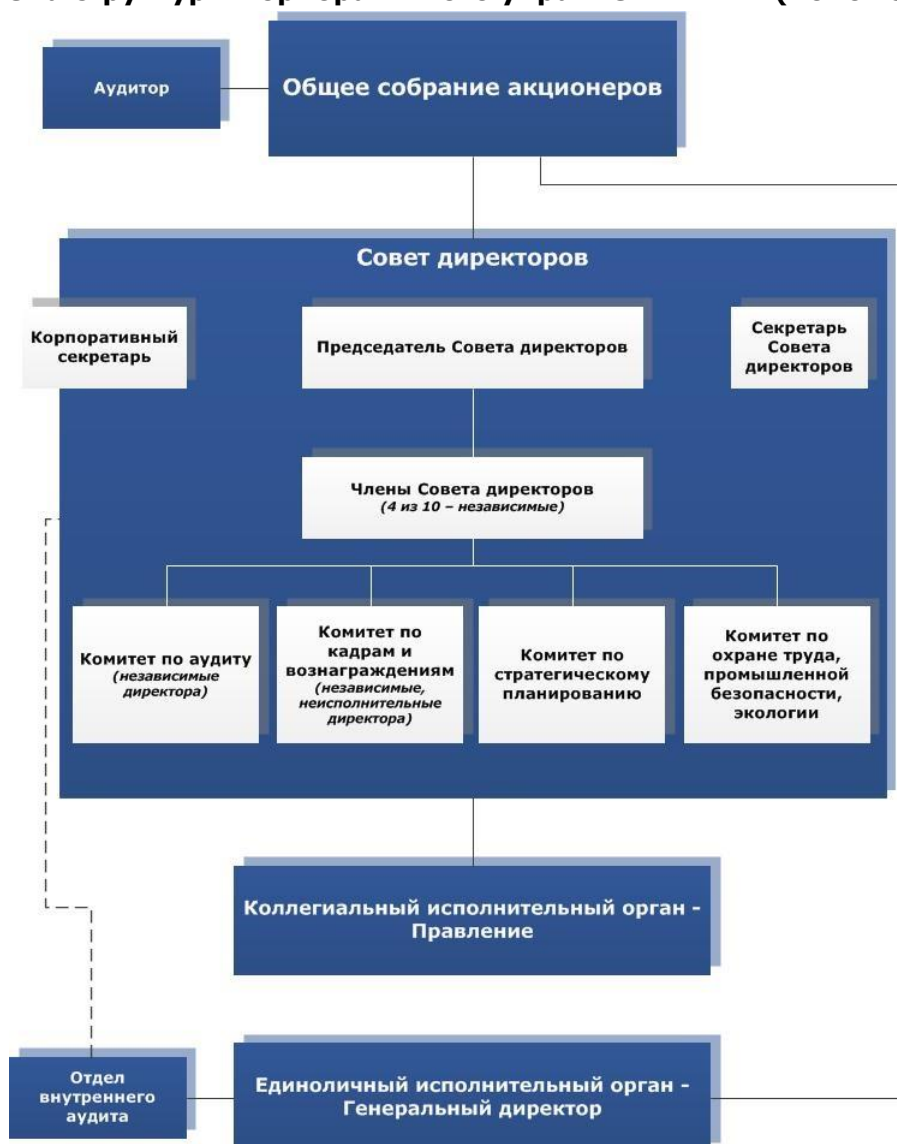 Аудитор
Общее собрание акционеров
Совет директоров
Корпоративный
секретарь
Председатель Совета директоров
Секретарь
Совета
директоров
Члены Совета директоров
(4 из 10 – независимые)
Комитет по аудиту
(независимые
директора)
Комитет по
кадрам и
вознаграждениям
(независимые,
неисполнительные
директора)
Комитет по
стратегическому
планированию
Комитет по
охране труда,
промышленной
безопасности,
экологии
Коллегиальный исполнительный орган -
Правление
Отдел
внутреннего
аудита
Единоличный исполнительный орган -
Генеральный директор